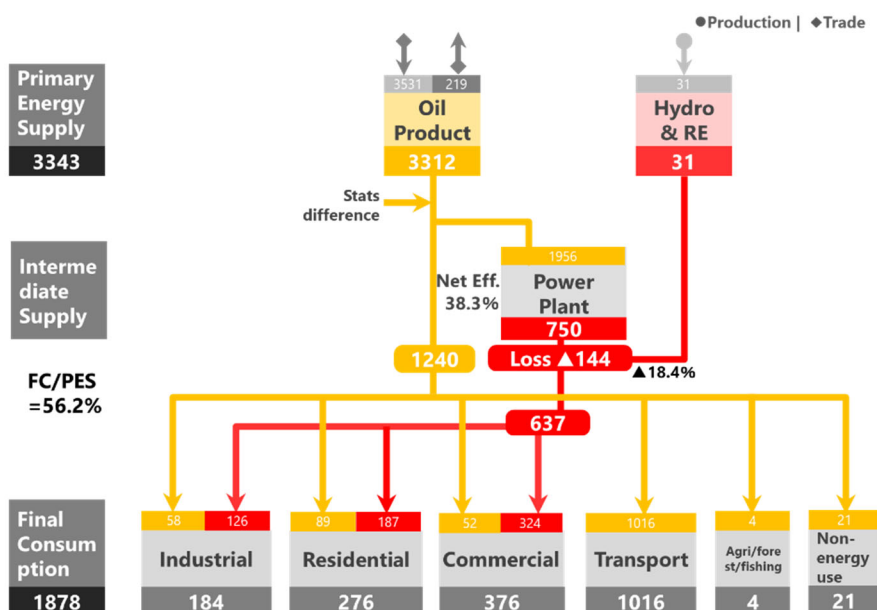 ●Production | ◆Trade
Primary
Energy
Supply
3343
3531
219
Oil
Product
3312
31
Hydro
& RE
31
Stats
difference
Interme
diate
Supply
1956
Net Eff.
38.3%
Power
Plant
750
1240
Loss ▲144
▲18.4%
FC/PES
=56.2%
637
Final
Consum
ption
1878
58
126
Industrial
184
89
187
Residential
276
52
324
Commercial
376
1016
Transport
1016
4
Agri/fore
st/fishing
4
21
Non-
energy
use
21